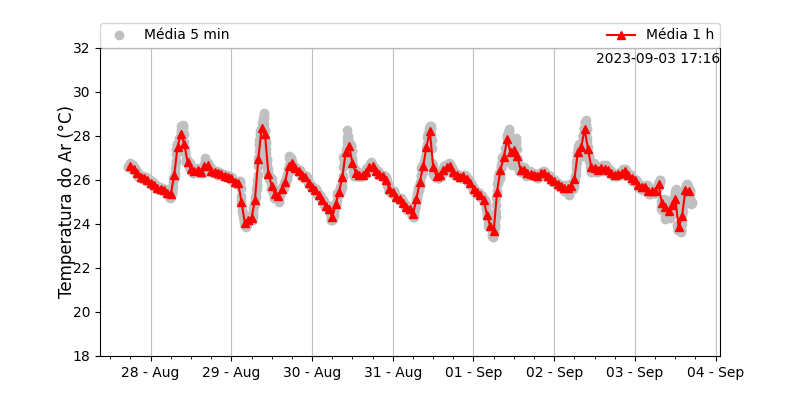 Média 5 min
Média 1 h
2023-09-03 17:16
Temperatura do Ar (°C)
32
30
28
26
24
22
20
18
28 - Aug
29 - Aug
30 - Aug
31 - Aug
01 - Sep
02 - Sep
03 - Sep
04 - Sep